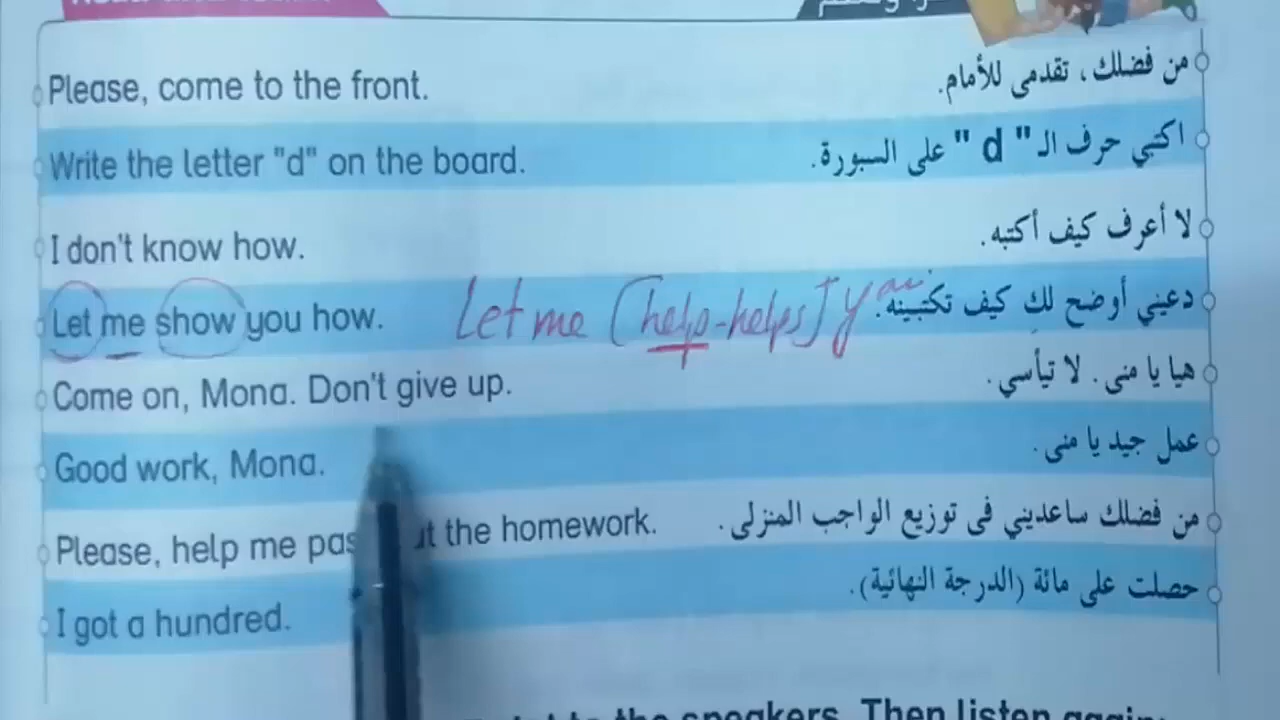 Please, come to the front. من فضلك، تقدمى للأمام.
Write the letter "d" on the board. اكتبي حرف الـ "d" على السبورة.
I don't know how. لا أعرف كيف أكتبه.
Let me show you how. Let me (help-helps) you. دعيني أوضح لك كيف تكتبينه.
Come on, Mona. Don't give up. هيا يا منى. لا تيأسي.
Good work, Mona. عمل جيد يا منى.
Please, help me the homework. من فضلك ساعديني فى توزيع الواجب المنزلى.
I got a hundred. حصلت على مائة (الدرجة النهائية).
to the speakers. Then listen again: